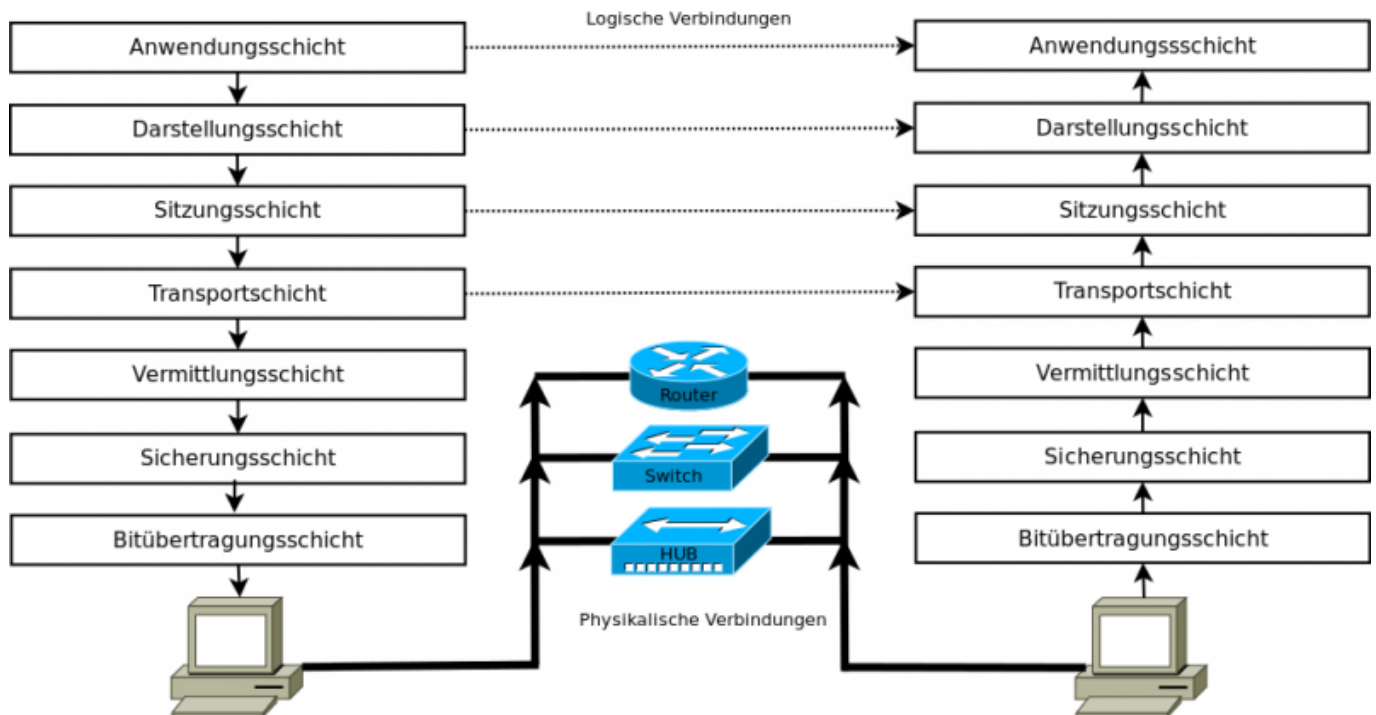 Logische Verbindungen
Anwendungsschicht
Anwendungssschicht
Darstellungsschicht
Darstellungsschicht
Sitzungsschicht
Sitzungsschicht
Transportschicht
Transportschicht
Vermittlungsschicht
Router
Vermittlungsschicht
Sicherungsschicht
Switch
Sicherungsschicht
Bitübertragungsschicht
HUB
Bitübertragungsschicht
Physikalische Verbindungen